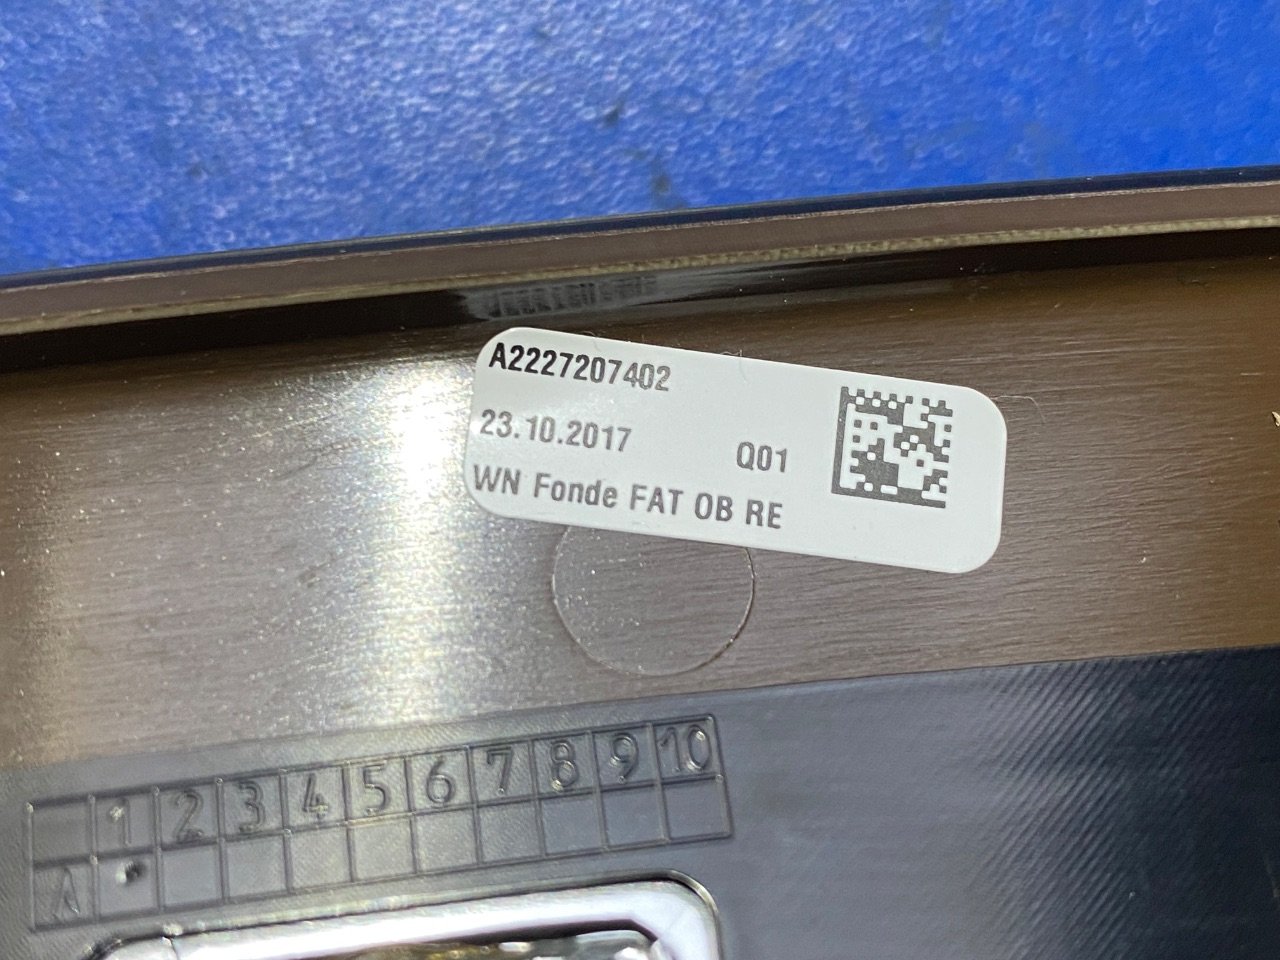 A2227207402
23.10.2017 Q01
WN Fonde FAT OB RE
1 2 3 4 5 6 7 8 9 10
A